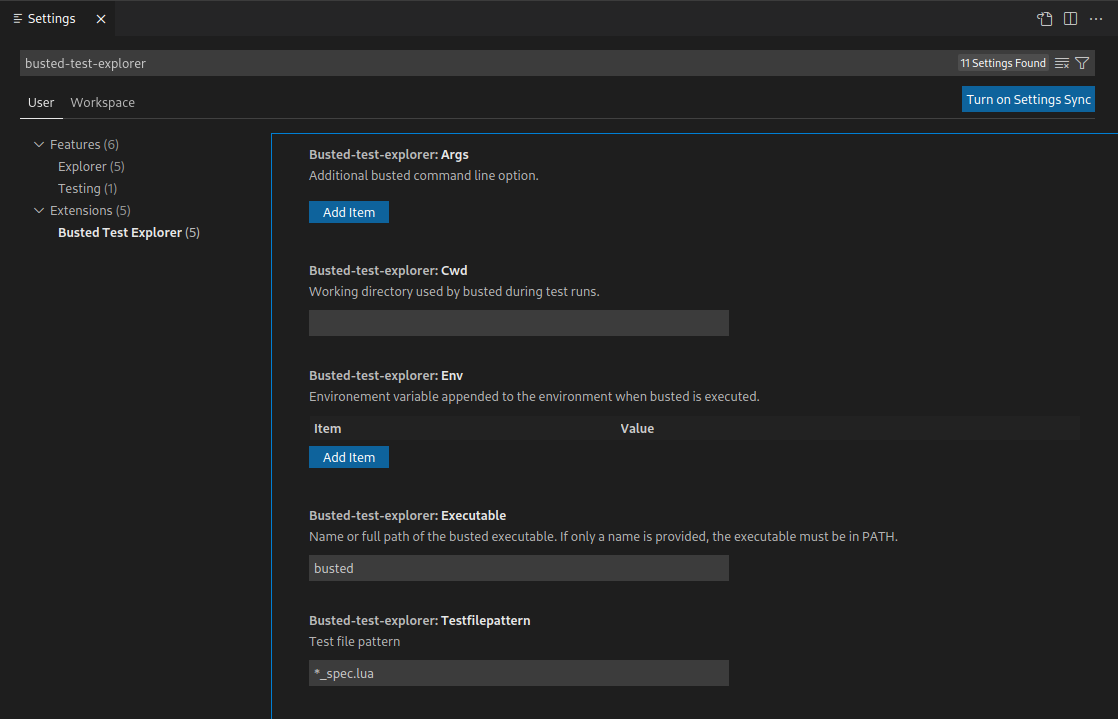 Settings
busted-test-explorer
11 Settings Found
User Workspace
Turn on Settings Sync
Features (6)
Explorer (5)
Testing (1)
Extensions (5)
Busted Test Explorer (5)
Busted-test-explorer: Args
Additional busted command line option.
Add Item
Busted-test-explorer: Cwd
Working directory used by busted during test runs.
Busted-test-explorer: Env
Environement variable appended to the environment when busted is executed.
Item Value
Add Item
Busted-test-explorer: Executable
Name or full path of the busted executable. If only a name is provided, the executable must be in PATH.
busted
Busted-test-explorer: Testfilepattern
Test file pattern
*_spec.lua